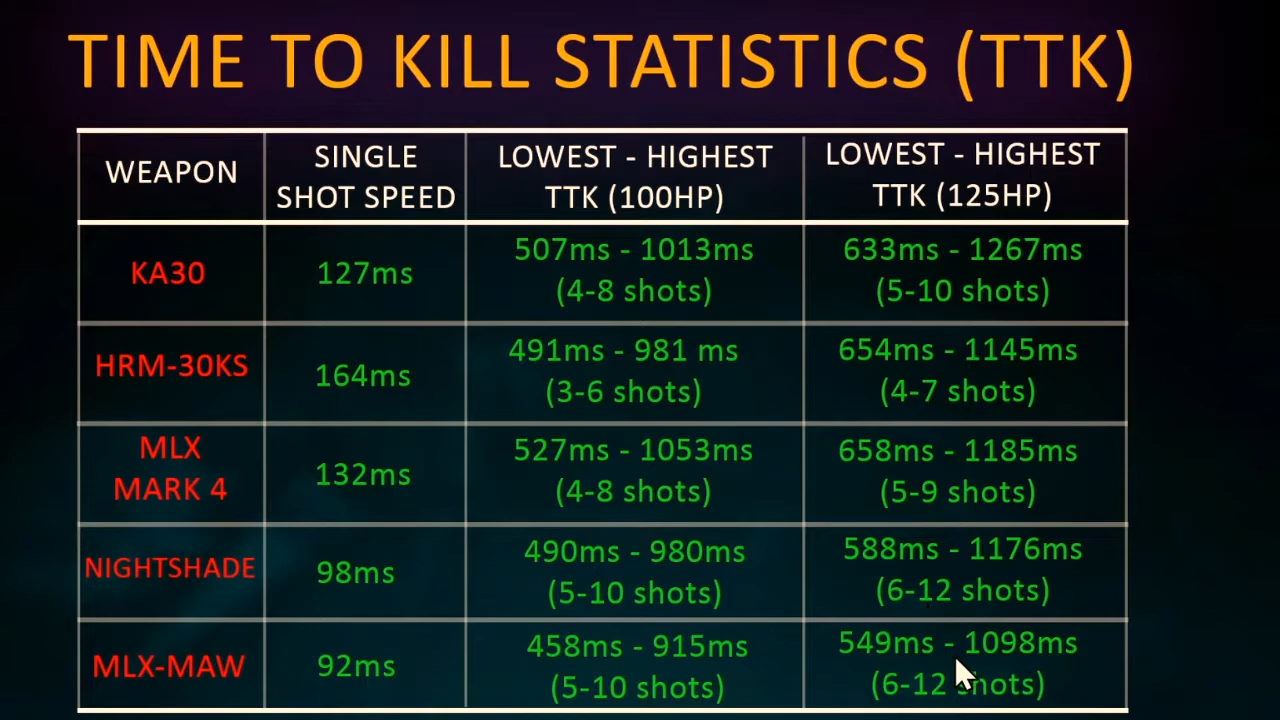 TIME TO KILL STATISTICS (TTK)
WEAPON
SINGLE
SHOT SPEED
LOWEST - HIGHEST
TTK (100HP)
LOWEST - HIGHEST
TTK (125HP)
KA30
127ms
507ms - 1013ms
(4-8 shots)
633ms - 1267ms
(5-10 shots)
HRM-30KS
164ms
491ms - 981 ms
(3-6 shots)
654ms - 1145ms
(4-7 shots)
MLX
MARK 4
132ms
527ms - 1053ms
(4-8 shots)
658ms - 1185ms
(5-9 shots)
NIGHTSHADE
98ms
490ms - 980ms
(5-10 shots)
588ms - 1176ms
(6-12 shots)
MLX-MAW
92ms
458ms - 915ms
(5-10 shots)
549ms - 1098ms
(6-12 shots)